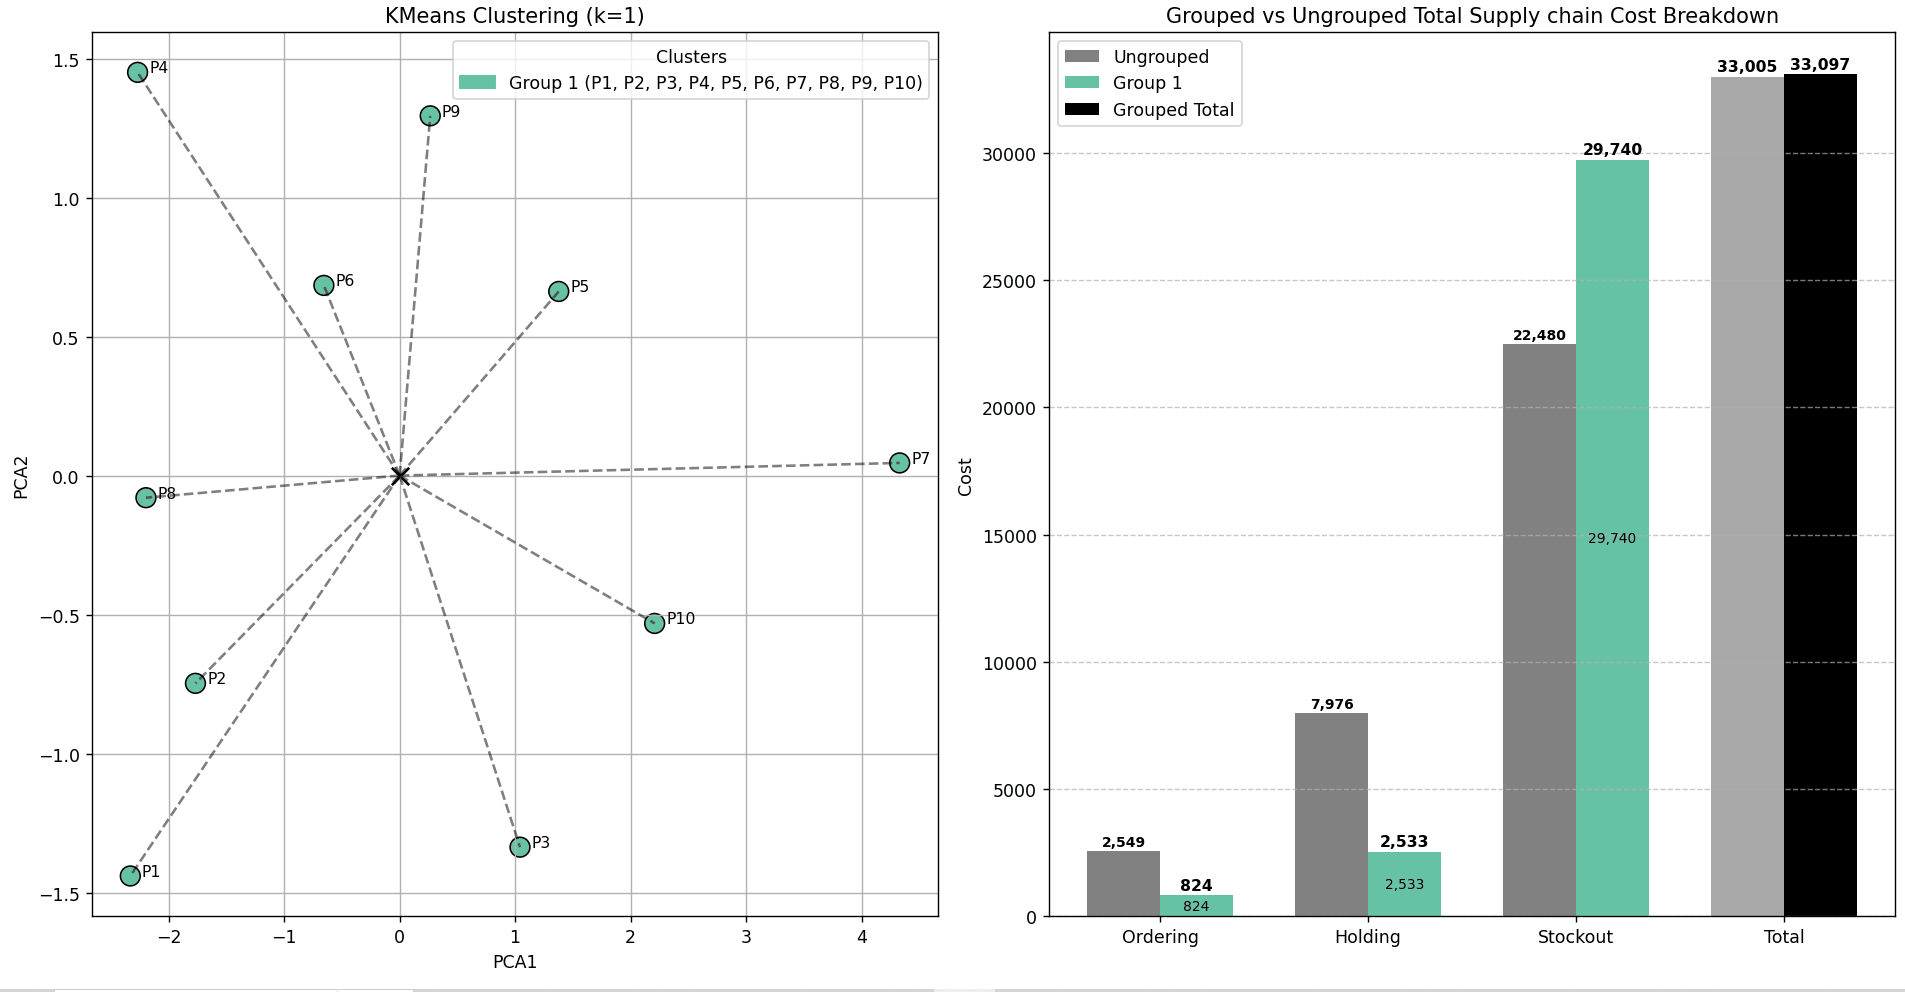 KMeans Clustering (k=1)
Clusters
Group 1 (P1, P2, P3, P4, P5, P6, P7, P8, P9, P10)
P4
P9
P6
P5
P7
P8
P10
P2
P3
P1
1.5
1.0
0.5
0.0
−0.5
−1.0
−1.5
PCA2
−2
−1
0
1
2
3
4
PCA1
Grouped vs Ungrouped Total Supply chain Cost Breakdown
Ungrouped
Group 1
Grouped Total
33,005
33,097
29,740
22,480
29,740
7,976
2,549
2,533
2,533
824
824
30000
25000
20000
15000
10000
5000
0
Cost
Ordering
Holding
Stockout
Total